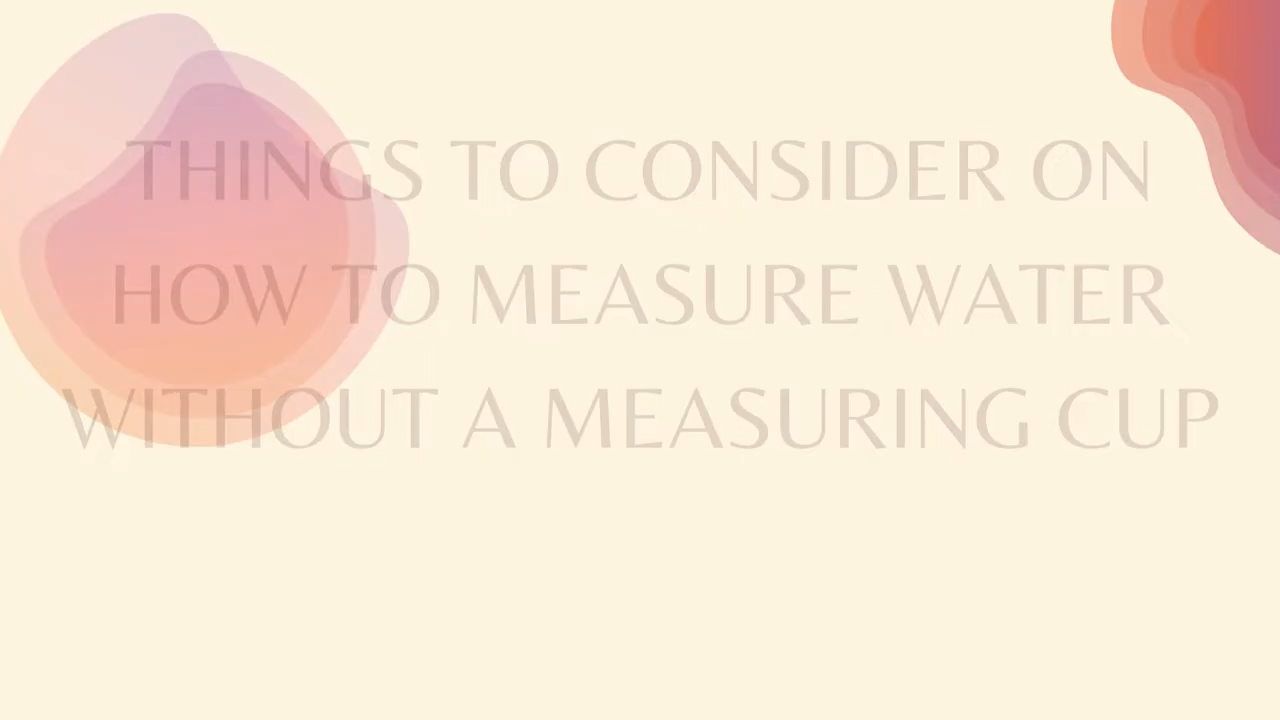 THINGS TO CONSIDER ON
HOW TO MEASURE WATER
WITHOUT A MEASURING CUP